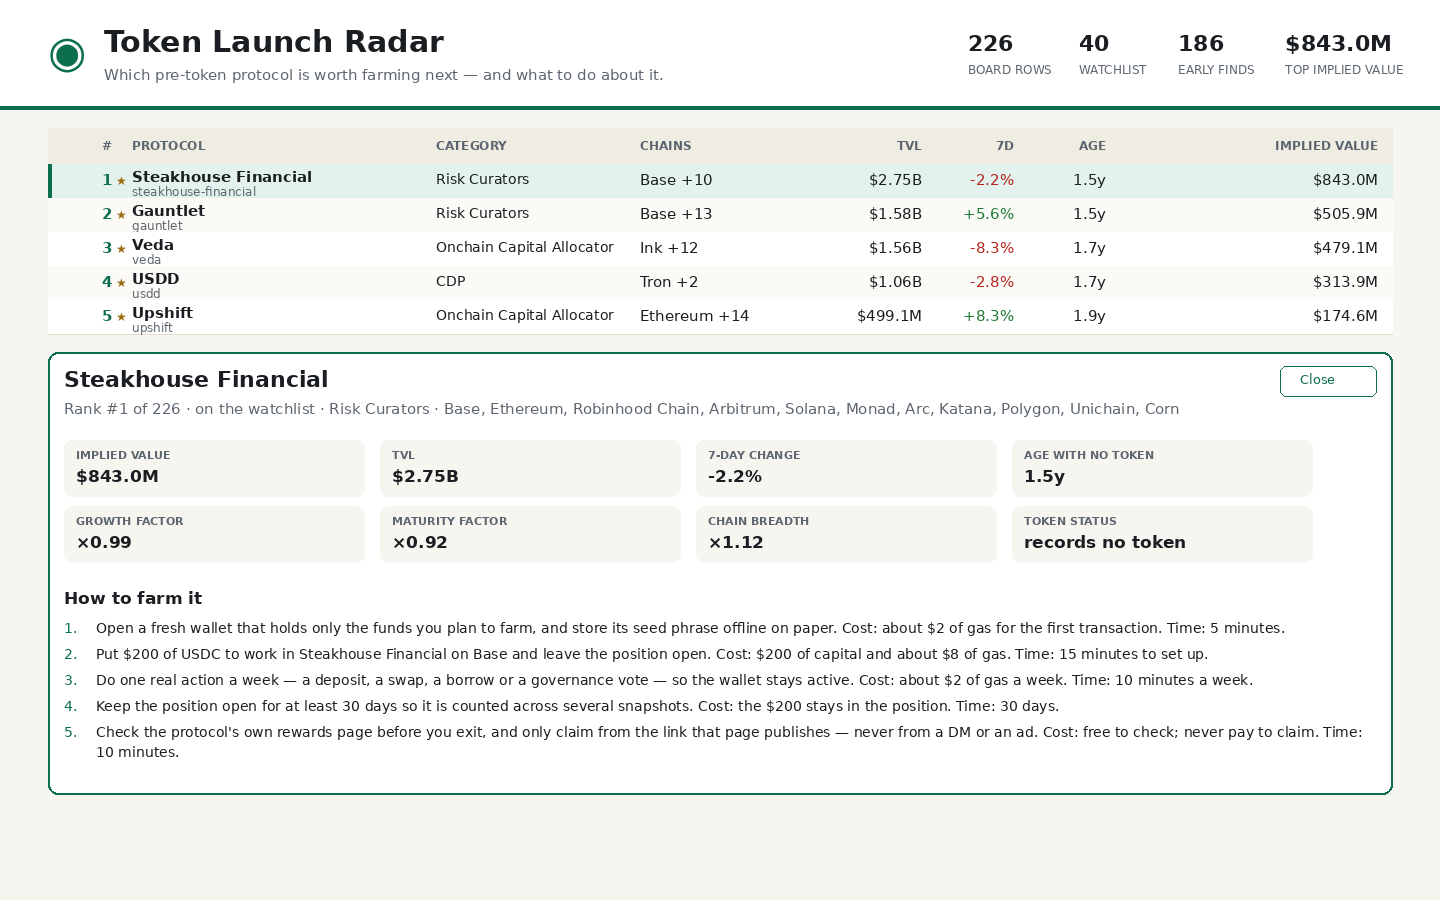 Token Launch Radar
Which pre-token protocol is worth farming next — and what to do about it.
226 40 186 $843.0M
BOARD ROWS WATCHLIST EARLY FINDS TOP IMPLIED VALUE
# PROTOCOL CATEGORY CHAINS TVL 7D AGE IMPLIED VALUE
1 ★ Steakhouse Financial Risk Curators Base +10 $2.75B -2.2% 1.5y $843.0M
steakhouse-financial
2 ★ Gauntlet Risk Curators Base +13 $1.58B +5.6% 1.5y $505.9M
gauntlet
3 ★ Veda Onchain Capital Allocator Ink +12 $1.56B -8.3% 1.7y $479.1M
veda
4 ★ USDD CDP Tron +2 $1.06B -2.8% 1.7y $313.9M
usdd
5 ★ Upshift Onchain Capital Allocator Ethereum +14 $499.1M +8.3% 1.9y $174.6M
upshift
Steakhouse Financial
Close
Rank #1 of 226 · on the watchlist · Risk Curators · Base, Ethereum, Robinhood Chain, Arbitrum, Solana, Monad, Arc, Katana, Polygon, Unichain, Corn
IMPLIED VALUE TVL 7-DAY CHANGE AGE WITH NO TOKEN
$843.0M $2.75B -2.2% 1.5y
GROWTH FACTOR MATURITY FACTOR CHAIN BREADTH TOKEN STATUS
×0.99 ×0.92 ×1.12 records no token
How to farm it
1. Open a fresh wallet that holds only the funds you plan to farm, and store its seed phrase offline on paper. Cost: about $2 of gas for the first transaction. Time: 5 minutes.
2. Put $200 of USDC to work in Steakhouse Financial on Base and leave the position open. Cost: $200 of capital and about $8 of gas. Time: 15 minutes to set up.
3. Do one real action a week — a deposit, a swap, a borrow or a governance vote — so the wallet stays active. Cost: about $2 of gas a week. Time: 10 minutes a week.
4. Keep the position open for at least 30 days so it is counted across several snapshots. Cost: the $200 stays in the position. Time: 30 days.
5. Check the protocol's own rewards page before you exit, and only claim from the link that page publishes — never from a DM or an ad. Cost: free to check; never pay to claim. Time:
10 minutes.